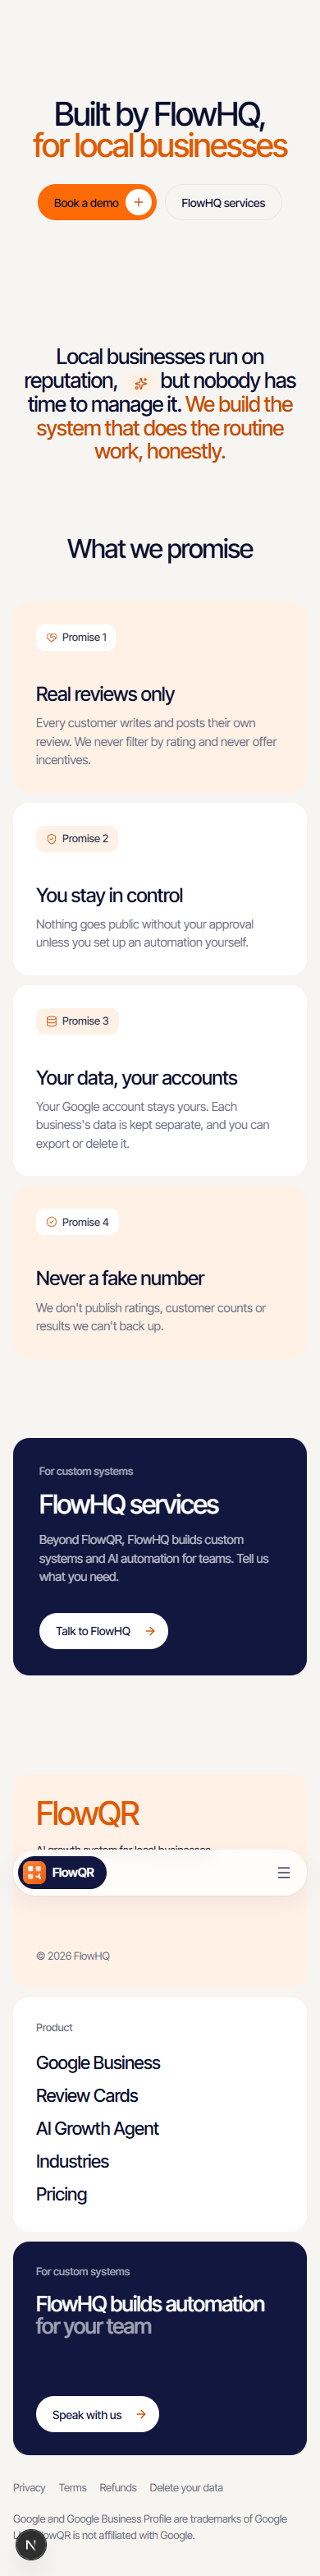 Built by FlowHQ,
for local businesses
Book a demo
FlowHQ services
Local businesses run on
reputation, but nobody has
time to manage it. We build the
system that does the routine
work, honestly.
What we promise
Promise 1
Real reviews only
Every customer writes and posts their own
review. We never filter by rating and never offer
incentives.
Promise 2
You stay in control
Nothing goes public without your approval
unless you set up an automation yourself.
Promise 3
Your data, your accounts
Your Google account stays yours. Each
business's data is kept separate, and you can
export or delete it.
Promise 4
Never a fake number
We don't publish ratings, customer counts or
results we can't back up.
For custom systems
FlowHQ services
Beyond FlowQR, FlowHQ builds custom
systems and AI automation for teams. Tell us
what you need.
Talk to FlowHQ
FlowQR
AI growth system for local businesses
FlowQR
© 2026 FlowHQ
Product
Google Business
Review Cards
AI Growth Agent
Industries
Pricing
For custom systems
FlowHQ builds automation
for your team
Speak with us
Privacy Terms Refunds Delete your data
Google and Google Business Profile are trademarks of Google
is not affiliated with Google.
N